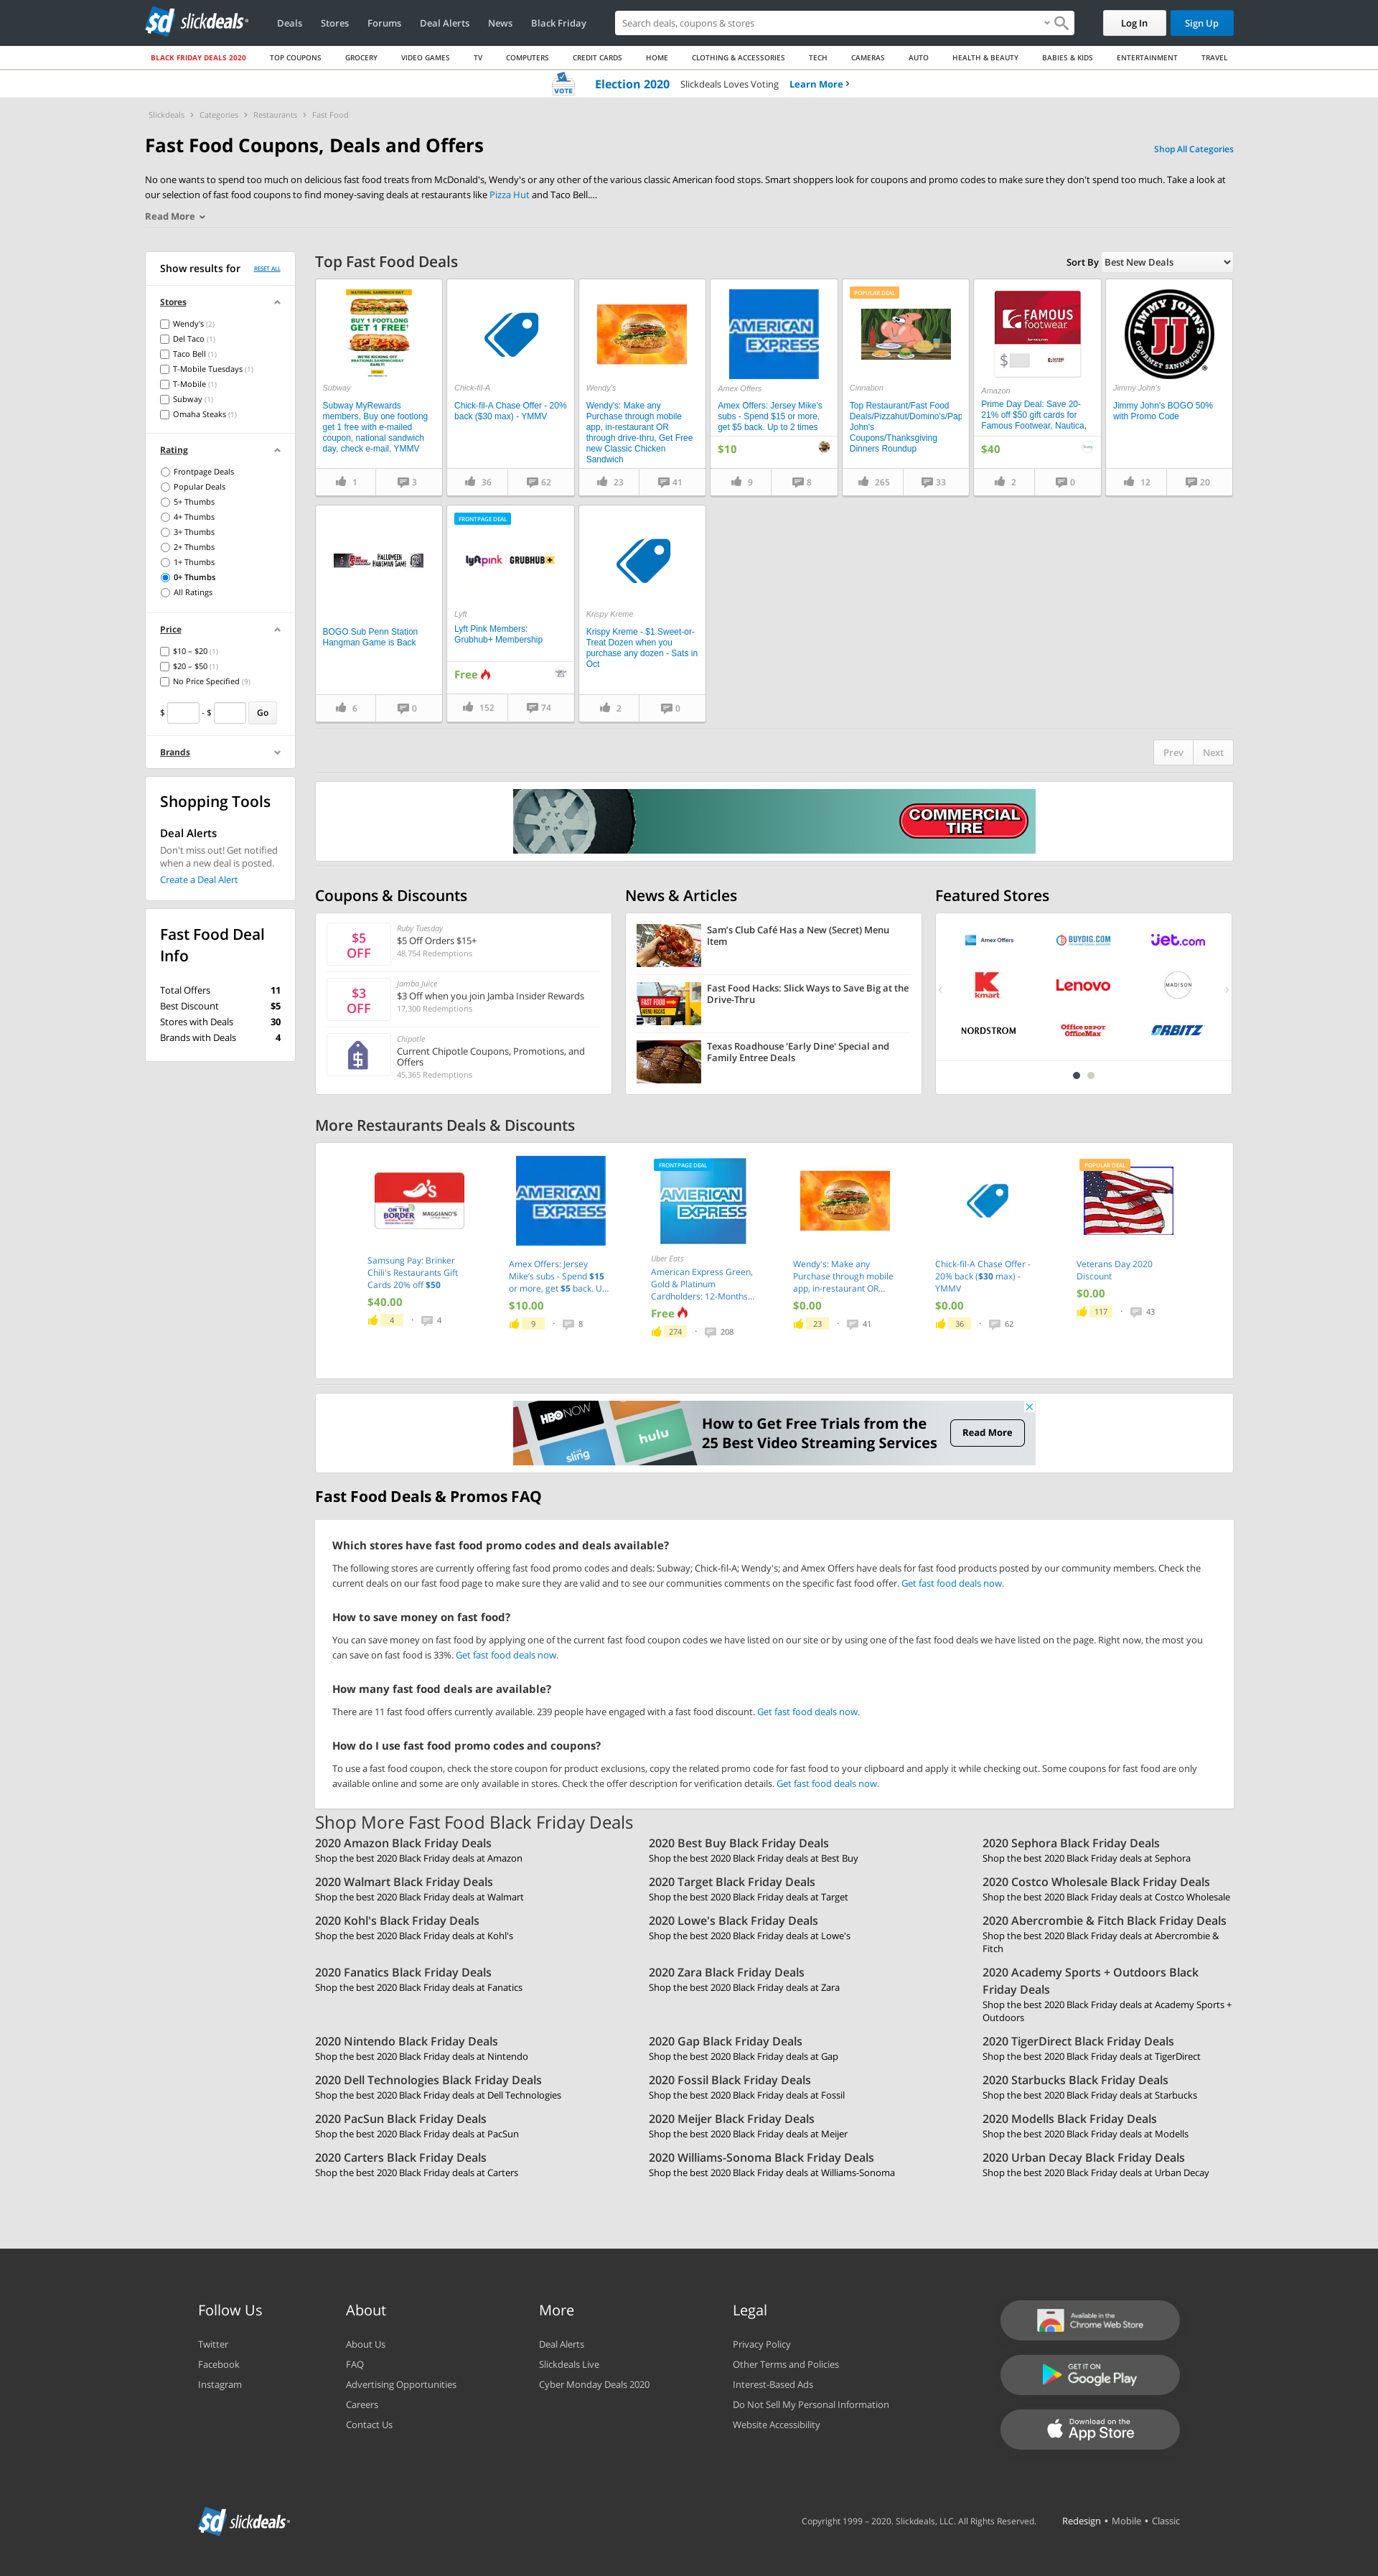 slickdeals
Deals
Stores
Forums
Deal Alerts
News
Black Friday
Search deals, coupons & stores
Log In
Sign Up
BLACK FRIDAY DEALS 2020
TOP COUPONS
GROCERY
VIDEO GAMES
TV
COMPUTERS
CREDIT CARDS
HOME
CLOTHING & ACCESSORIES
TECH
CAMERAS
AUTO
HEALTH & BEAUTY
BABIES & KIDS
ENTERTAINMENT
TRAVEL
VOTE
Election 2020
Slickdeals Loves Voting
Learn More
Slickdeals > Categories > Restaurants > Fast Food
Fast Food Coupons, Deals and Offers
Shop All Categories
No one wants to spend too much on delicious fast food treats from McDonald's, Wendy's or any other of the various classic American food stops. Smart shoppers look for coupons and promo codes to make sure they don't spend too much. Take a look at
our selection of fast food coupons to find money-saving deals at restaurants like Pizza Hut and Taco Bell....
Read More
Show results for
RESET ALL
Stores
Wendy's (2)
Del Taco (1)
Taco Bell (1)
T-Mobile Tuesdays (1)
T-Mobile (1)
Subway (1)
Omaha Steaks (1)
Rating
Frontpage Deals
Popular Deals
5+ Thumbs
4+ Thumbs
3+ Thumbs
2+ Thumbs
1+ Thumbs
0+ Thumbs
All Ratings
Price
$10 – $20 (1)
$20 – $50 (1)
No Price Specified (9)
$ - $ Go
Brands
Shopping Tools
Deal Alerts
Don't miss out! Get notified
when a new deal is posted.
Create a Deal Alert
Fast Food Deal
Info
Total Offers 11
Best Discount $5
Stores with Deals 30
Brands with Deals 4
Top Fast Food Deals
Sort By Best New Deals
NATIONAL SANDWICH DAY
BUY 1 FOOTLONG
GET 1 FREE
Subway
Subway MyRewards
members, Buy one footlong
get 1 free with e-mailed
coupon, national sandwich
day, check e-mail, YMMV
1
3
Chick-fil-A
Chick-fil-A Chase Offer - 20%
back ($30 max) - YMMV
36
62
Wendy's
Wendy's: Make any
Purchase through mobile
app, in-restaurant OR
through drive-thru, Get Free
new Classic Chicken
Sandwich
23
41
AMERICAN
EXPRESS
Amex Offers
Amex Offers: Jersey Mike's
subs - Spend $15 or more,
get $5 back. Up to 2 times
$10
9
8
POPULAR DEAL
Cinnabon
Top Restaurant/Fast Food
Deals/Pizzahut/Domino's/Pap
John's
Coupons/Thanksgiving
Dinners Roundup
265
33
FAMOUS
footwear.
$
Amazon
Prime Day Deal: Save 20-
21% off $50 gift cards for
Famous Footwear, Nautica,
$40
2
0
JIMMY JOHN'S
JJ
GOURMET SANDWICHES
Jimmy John's
Jimmy John's BOGO 50%
with Promo Code
12
20
HALLOWEEN
HANGMAN GAME
BOGO Sub Penn Station
Hangman Game is Back
6
0
FRONTPAGE DEAL
lyft pink GRUBHUB+
Lyft
Lyft Pink Members:
Grubhub+ Membership
Free
152
74
Krispy Kreme
Krispy Kreme - $1 Sweet-or-
Treat Dozen when you
purchase any dozen - Sats in
Oct
2
0
Prev
Next
COMMERCIAL
TIRE
Coupons & Discounts
$5
OFF
Ruby Tuesday
$5 Off Orders $15+
48,754 Redemptions
$3
OFF
Jamba Juice
$3 Off when you join Jamba Insider Rewards
17,300 Redemptions
Chipotle
Current Chipotle Coupons, Promotions, and
Offers
45,365 Redemptions
News & Articles
Sam's Club Café Has a New (Secret) Menu
Item
FAST FOOD
Fast Food Hacks: Slick Ways to Save Big at the
Drive-Thru
Texas Roadhouse 'Early Dine' Special and
Family Entree Deals
Featured Stores
Amex Offers
BUYDIG.COM
jet.com
Kmart
Lenovo
MADISON
NORDSTROM
Office DEPOT
OfficeMax
ORBITZ
More Restaurants Deals & Discounts
ON THE
BORDER
MAGGIANO'S
Samsung Pay: Brinker
Chili's Restaurants Gift
Cards 20% off $50
$40.00
4 · 4
AMERICAN
EXPRESS
Amex Offers: Jersey
Mike's subs - Spend $15
or more, get $5 back. U...
$10.00
9 · 8
FRONTPAGE DEAL
AMERICAN
EXPRESS
Uber Eats
American Express Green,
Gold & Platinum
Cardholders: 12-Months...
Free
274 · 208
Wendy's: Make any
Purchase through mobile
app, in-restaurant OR...
$0.00
23 · 41
Chick-fil-A Chase Offer -
20% back ($30 max) -
YMMV
$0.00
36 · 62
POPULAR DEAL
Veterans Day 2020
Discount
$0.00
117 · 43
HBO NOW
sling
hulu
How to Get Free Trials from the
25 Best Video Streaming Services
Read More
Fast Food Deals & Promos FAQ
Which stores have fast food promo codes and deals available?
The following stores are currently offering fast food promo codes and deals: Subway; Chick-fil-A; Wendy's; and Amex Offers have deals for fast food products posted by our community members. Check the
current deals on our fast food page to make sure they are valid and to see our communities comments on the specific fast food offer. Get fast food deals now.
How to save money on fast food?
You can save money on fast food by applying one of the current fast food coupon codes we have listed on our site or by using one of the fast food deals we have listed on the page. Right now, the most you
can save on fast food is 33%. Get fast food deals now.
How many fast food deals are available?
There are 11 fast food offers currently available. 239 people have engaged with a fast food discount. Get fast food deals now.
How do I use fast food promo codes and coupons?
To use a fast food coupon, check the store coupon for product exclusions, copy the related promo code for fast food to your clipboard and apply it while checking out. Some coupons for fast food are only
available online and some are only available in stores. Check the offer description for verification details. Get fast food deals now.
Shop More Fast Food Black Friday Deals
2020 Amazon Black Friday Deals
Shop the best 2020 Black Friday deals at Amazon
2020 Best Buy Black Friday Deals
Shop the best 2020 Black Friday deals at Best Buy
2020 Sephora Black Friday Deals
Shop the best 2020 Black Friday deals at Sephora
2020 Walmart Black Friday Deals
Shop the best 2020 Black Friday deals at Walmart
2020 Target Black Friday Deals
Shop the best 2020 Black Friday deals at Target
2020 Costco Wholesale Black Friday Deals
Shop the best 2020 Black Friday deals at Costco Wholesale
2020 Kohl's Black Friday Deals
Shop the best 2020 Black Friday deals at Kohl's
2020 Lowe's Black Friday Deals
Shop the best 2020 Black Friday deals at Lowe's
2020 Abercrombie & Fitch Black Friday Deals
Shop the best 2020 Black Friday deals at Abercrombie &
Fitch
2020 Fanatics Black Friday Deals
Shop the best 2020 Black Friday deals at Fanatics
2020 Zara Black Friday Deals
Shop the best 2020 Black Friday deals at Zara
2020 Academy Sports + Outdoors Black
Friday Deals
Shop the best 2020 Black Friday deals at Academy Sports +
Outdoors
2020 Nintendo Black Friday Deals
Shop the best 2020 Black Friday deals at Nintendo
2020 Gap Black Friday Deals
Shop the best 2020 Black Friday deals at Gap
2020 TigerDirect Black Friday Deals
Shop the best 2020 Black Friday deals at TigerDirect
2020 Dell Technologies Black Friday Deals
Shop the best 2020 Black Friday deals at Dell Technologies
2020 Fossil Black Friday Deals
Shop the best 2020 Black Friday deals at Fossil
2020 Starbucks Black Friday Deals
Shop the best 2020 Black Friday deals at Starbucks
2020 PacSun Black Friday Deals
Shop the best 2020 Black Friday deals at PacSun
2020 Meijer Black Friday Deals
Shop the best 2020 Black Friday deals at Meijer
2020 Modells Black Friday Deals
Shop the best 2020 Black Friday deals at Modells
2020 Carters Black Friday Deals
Shop the best 2020 Black Friday deals at Carters
2020 Williams-Sonoma Black Friday Deals
Shop the best 2020 Black Friday deals at Williams-Sonoma
2020 Urban Decay Black Friday Deals
Shop the best 2020 Black Friday deals at Urban Decay
Follow Us
Twitter
Facebook
Instagram
About
About Us
FAQ
Advertising Opportunities
Careers
Contact Us
More
Deal Alerts
Slickdeals Live
Cyber Monday Deals 2020
Legal
Privacy Policy
Other Terms and Policies
Interest-Based Ads
Do Not Sell My Personal Information
Website Accessibility
Available in the
Chrome Web Store
GET IT ON
Google Play
Download on the
App Store
slickdeals
Copyright 1999 – 2020. Slickdeals, LLC. All Rights Reserved.
Redesign • Mobile • Classic